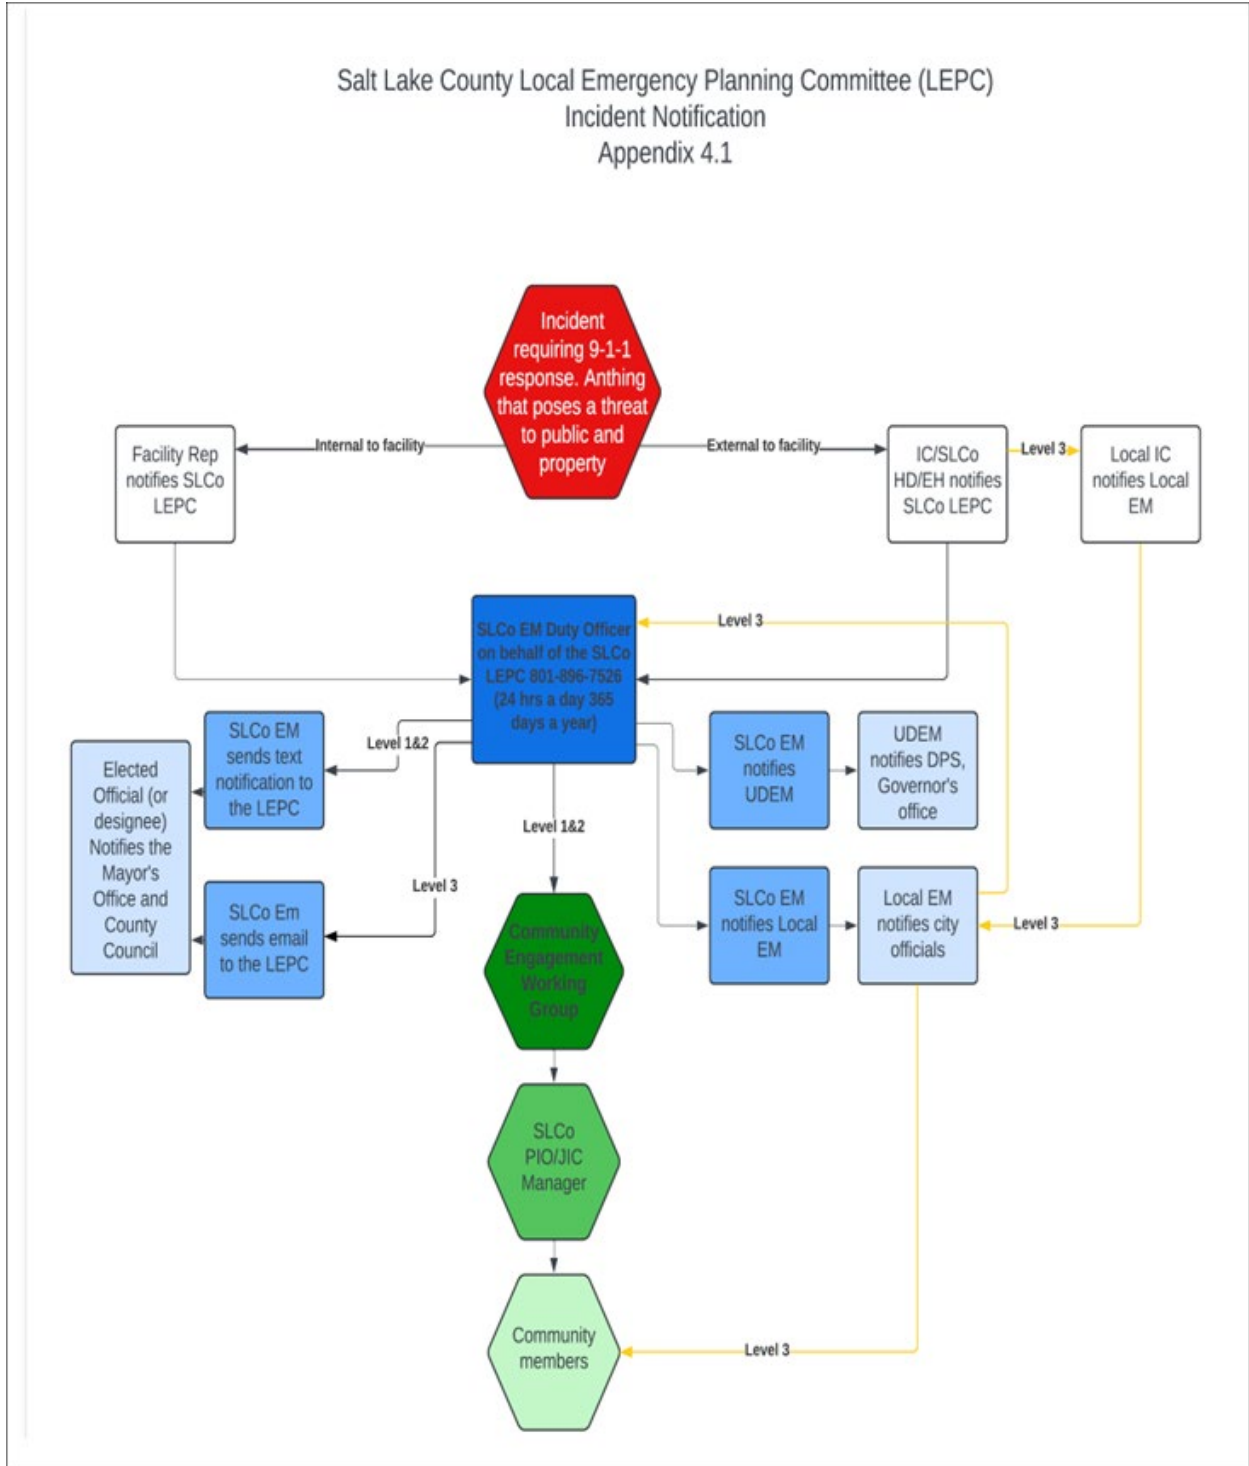 Salt Lake County Local Emergency Planning Committee (LEPC)
Incident Notification
Appendix 4.1
Incident
requiring 9-1-1
response. Anthing
that poses a threat
to public and
property
Internal to facility
External to facility
Facility Rep
notifies SLCo
LEPC
IC/SLCo
HD/EH notifies
SLCo LEPC
Level 3
Local IC
notifies Local
EM
SLCo EM Duty Officer
on behalf of the SLCo
LEPC 801-896-7526
(24 hrs a day 365
days a year)
Level 3
Level 1&2
SLCo EM
sends text
notification to
the LEPC
Elected
Official (or
designee)
Notifies the
Mayor's
Office and
County
Council
Level 3
SLCo Em
sends email
to the LEPC
Level 1&2
SLCo EM
notifies
UDEM
UDEM
notifies DPS,
Governor's
office
SLCo EM
notifies Local
EM
Local EM
notifies city
officials
Level 3
Community
Engagement
Working
Group
SLCo
PIO/JIC
Manager
Community
members
Level 3